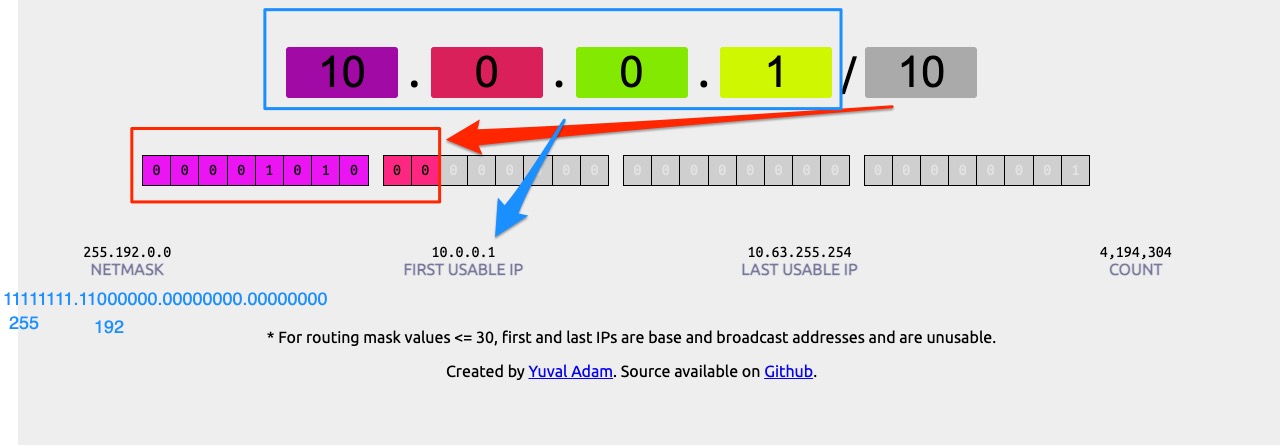 10 . 0 . 0 . 1 / 10
0 0 0 0 1 0 1 0 0 0 0 0 0 0 0 0 0 0 0 0 0 0 0 0 0 0 0 0 0 0 0 1
255.192.0.0 10.0.0.1 10.63.255.254 4,194,304
NETMASK FIRST USABLE IP LAST USABLE IP COUNT
11111111.11000000.00000000.00000000
255 192
* For routing mask values <= 30, first and last IPs are base and broadcast addresses and are unusable.
Created by Yuval Adam. Source available on Github.